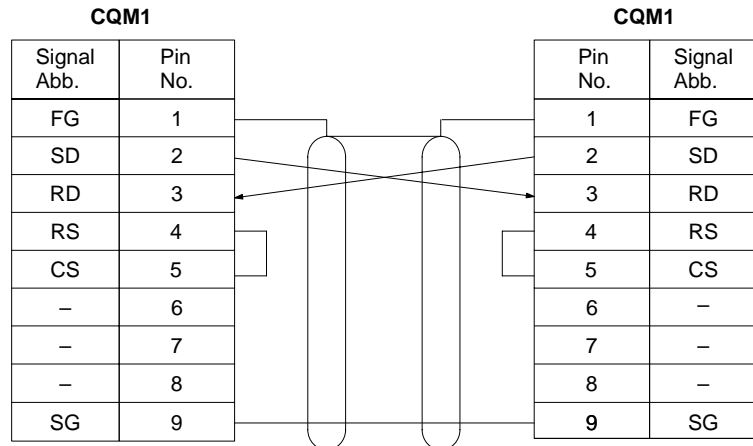 CQM1 CQM1
Signal Abb. Pin No. Pin No. Signal Abb.
FG 1 1 FG
SD 2 2 SD
RD 3 3 RD
RS 4 4 RS
CS 5 5 CS
– 6 6 –
– 7 7 –
– 8 8 –
SG 9 9 SG